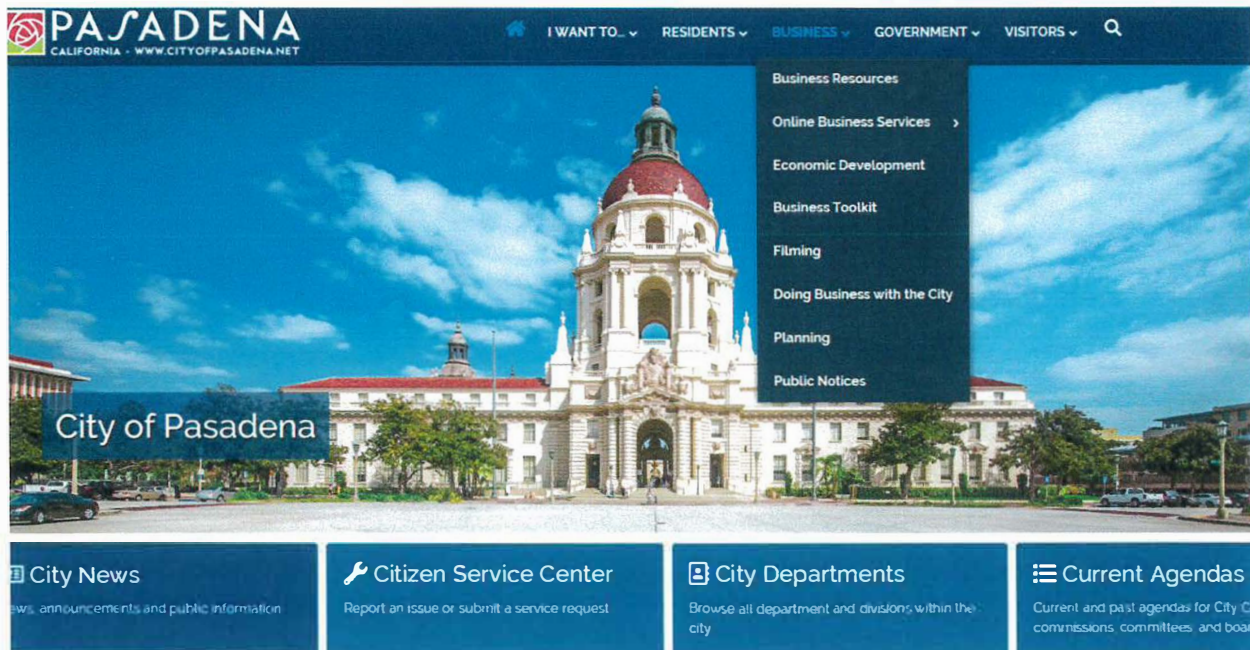 PASADENA
CALIFORNIA - WWW.CITYOFPASADENA.NET
I WANT TO...
RESIDENTS
BUSINESS
GOVERNMENT
VISITORS
Business Resources
Online Business Services
Economic Development
Business Toolkit
Filming
Doing Business with the City
Planning
Public Notices
City of Pasadena
City News
announcements and public information
Citizen Service Center
Report an issue or submit a service request
City Departments
Browse all department and divisions within the
city
Current Agendas
Current and past agendas for City
commissions, committees, and